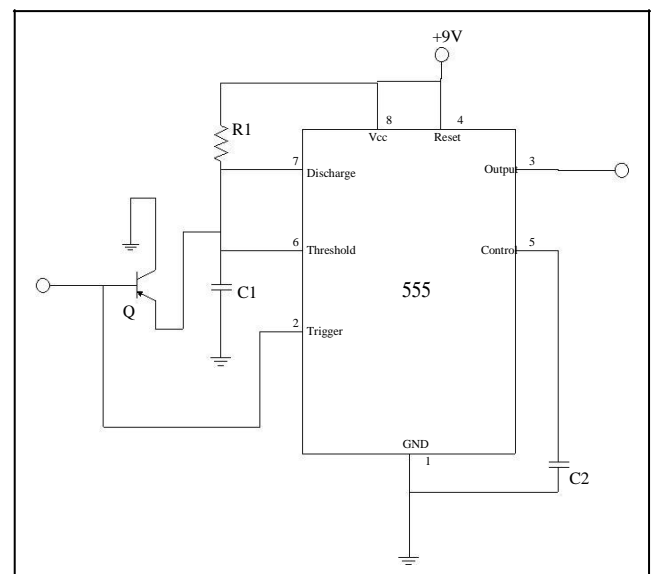 +9V
R1
8
4
Vcc
Reset
7
Discharge
Output
3
6
Threshold
Control
5
C1
555
Q
2
Trigger
GND
1
C2